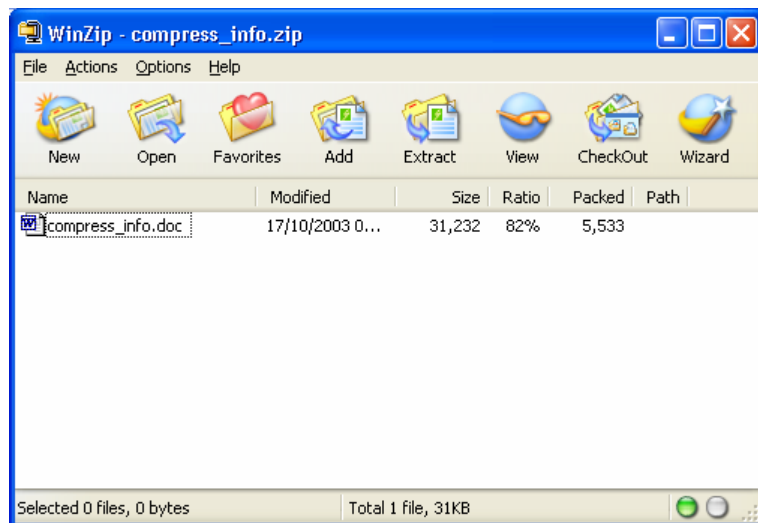 WinZip - compress_info.zip
File Actions Options Help
New Open Favorites Add Extract View CheckOut Wizard
Name Modified Size Ratio Packed Path
compress_info.doc 17/10/2003 0... 31,232 82% 5,533
Selected 0 files, 0 bytes Total 1 file, 31KB